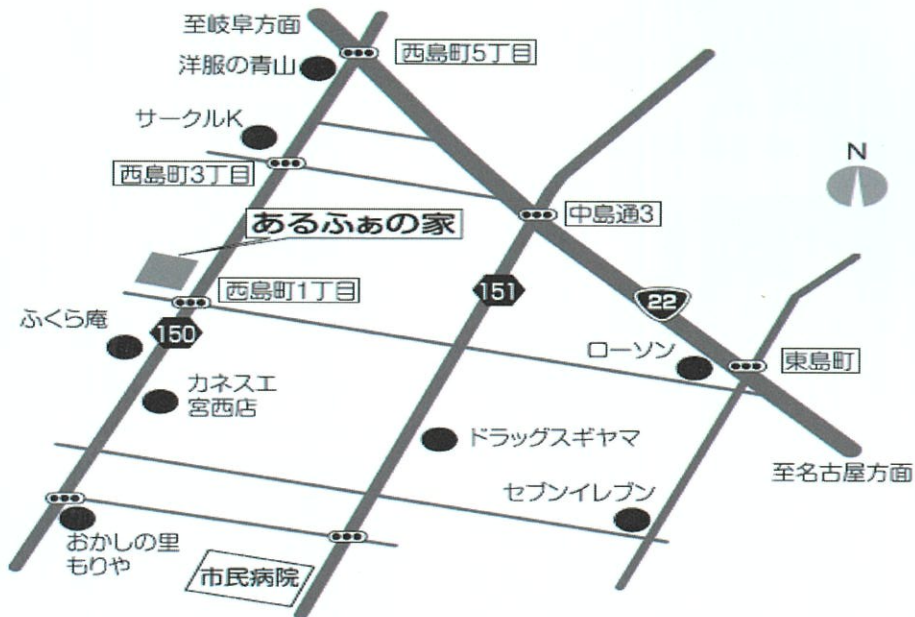 至岐阜方面
西島町5丁目
洋服の青山
サークルK
西島町3丁目
N
あるふぁの家
中島通3
西島町1丁目
151
22
ふくら庵
150
ローソン
東島町
カネスエ
宮西店
ドラッグスギヤマ
至名古屋方面
セブンイレブン
おかしの里
もりや
市民病院